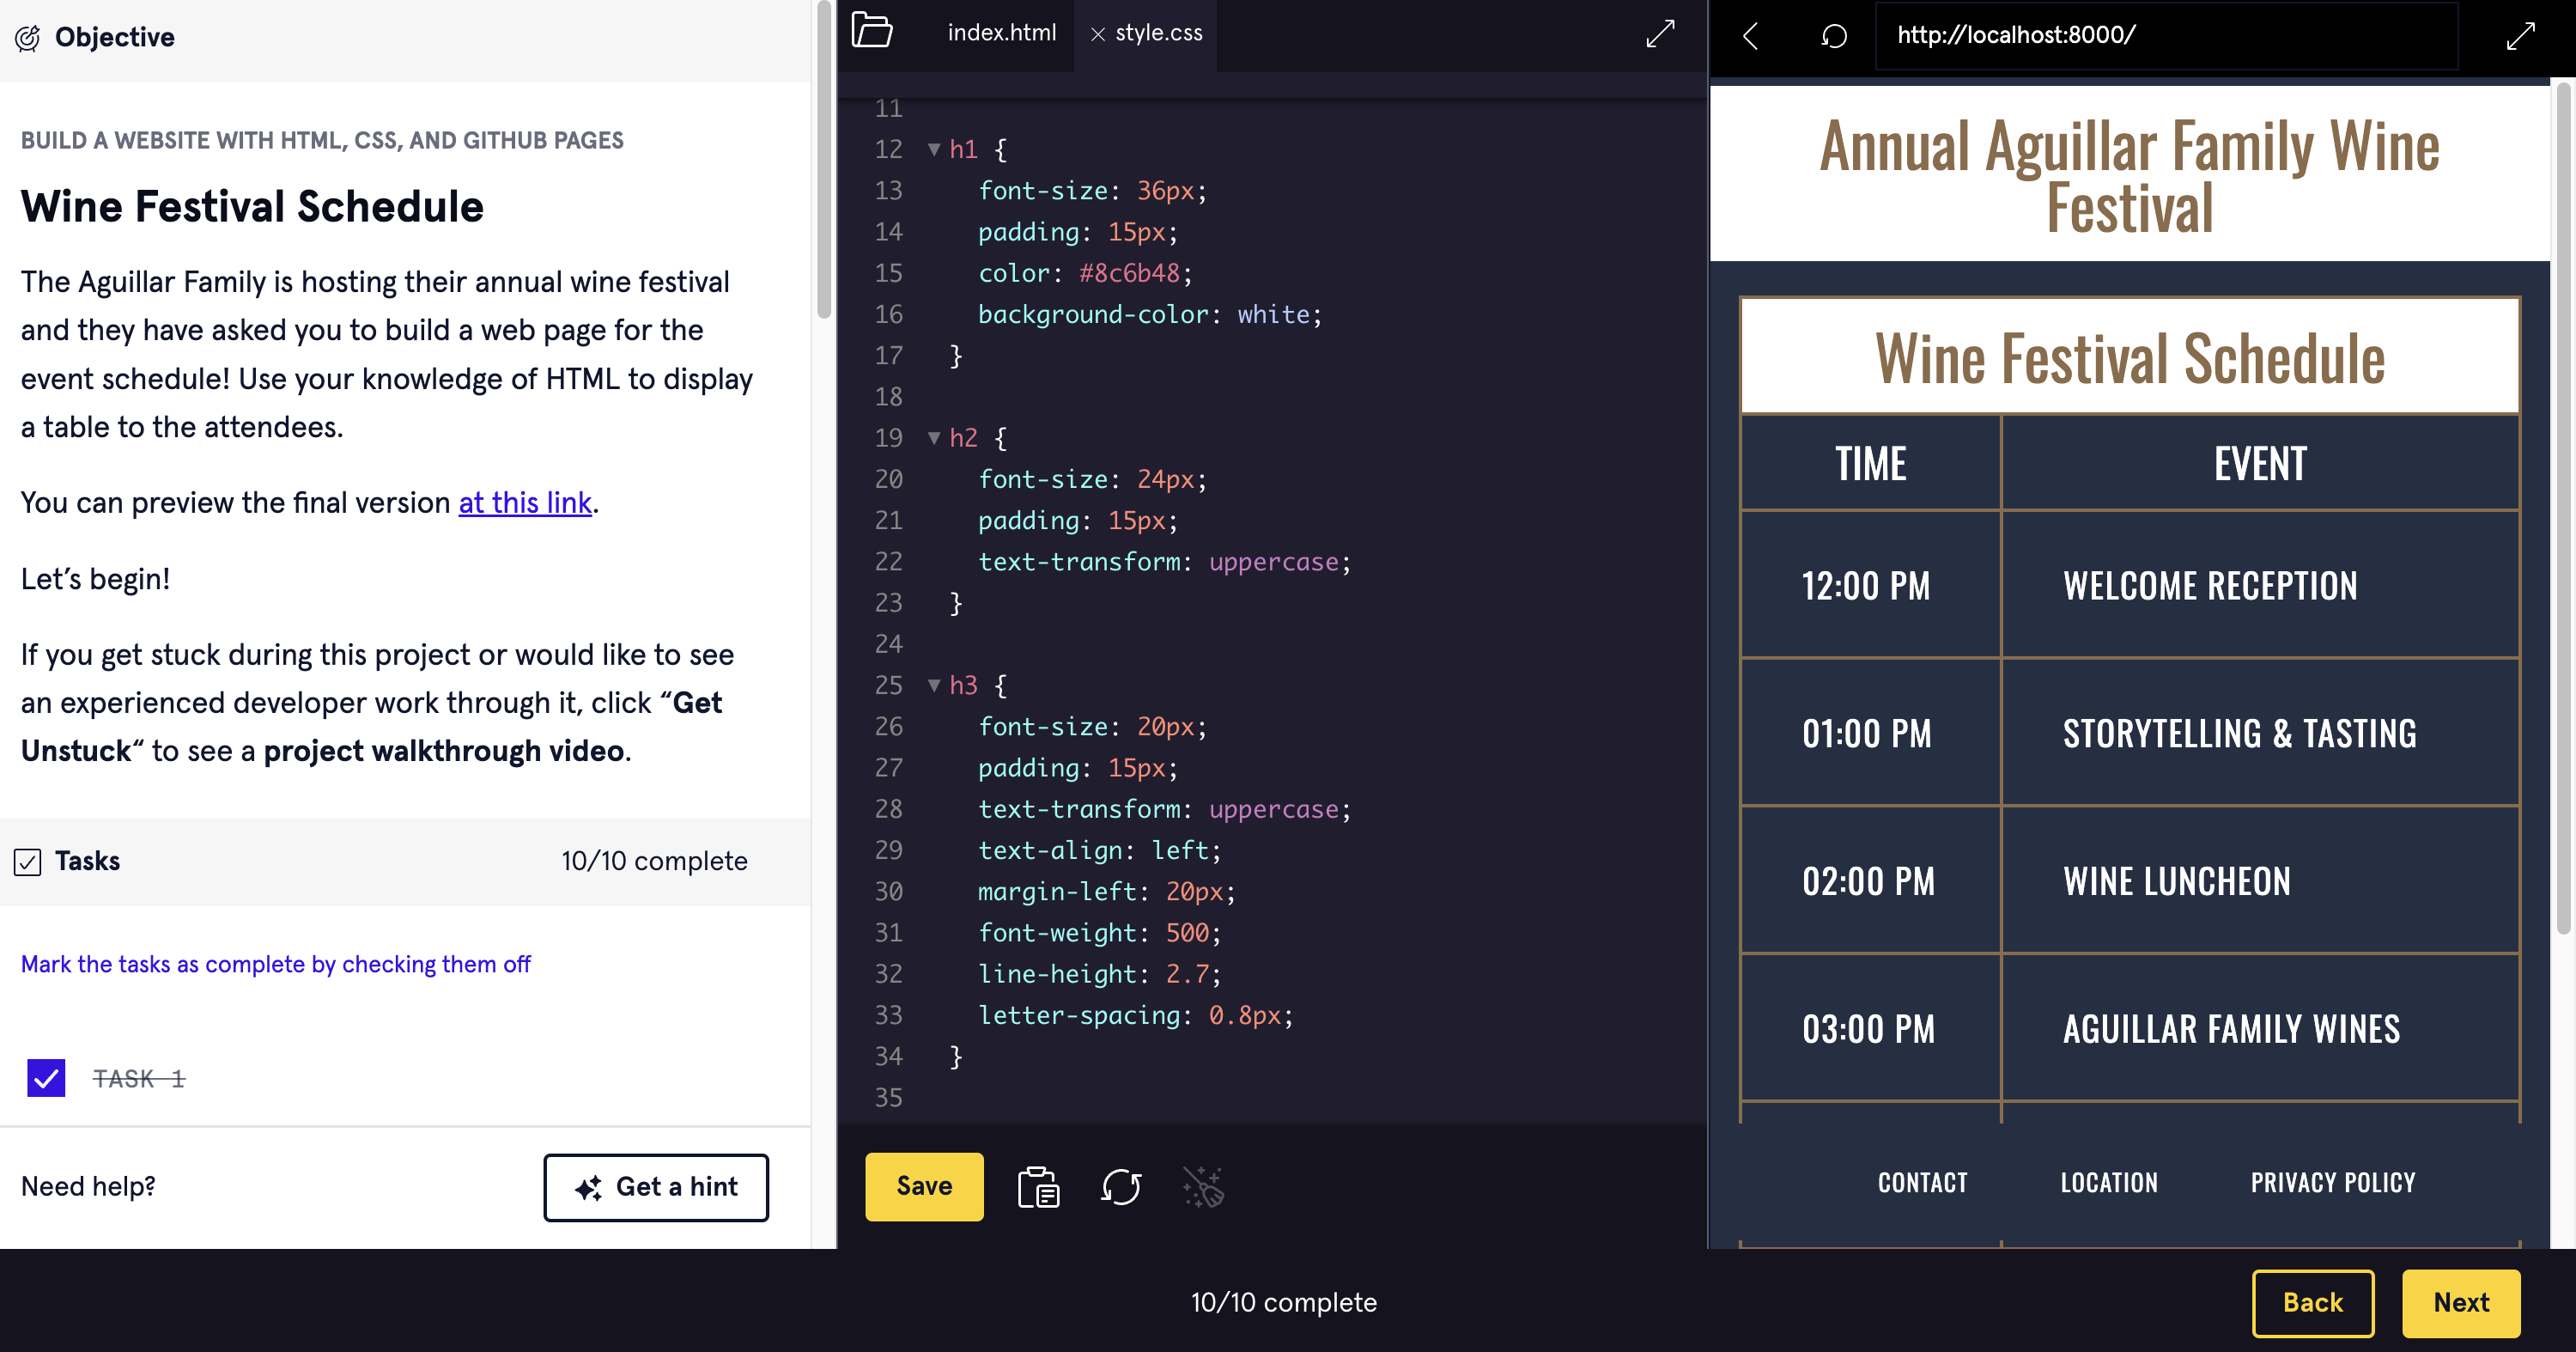 Objective
BUILD A WEBSITE WITH HTML, CSS, AND GITHUB PAGES
Wine Festival Schedule
The Aguillar Family is hosting their annual wine festival
and they have asked you to build a web page for the
event schedule! Use your knowledge of HTML to display
a table to the attendees.
You can preview the final version at this link.
Let’s begin!
If you get stuck during this project or would like to see
an experienced developer work through it, click “Get
Unstuck“ to see a project walkthrough video.
Tasks
10/10 complete
Mark the tasks as complete by checking them off
TASK 1
Need help?
Get a hint
index.html
style.css
11
12 h1 {
13 font-size: 36px;
14 padding: 15px;
15 color: #8c6b48;
16 background-color: white;
17 }
18
19 h2 {
20 font-size: 24px;
21 padding: 15px;
22 text-transform: uppercase;
23 }
24
25 h3 {
26 font-size: 20px;
27 padding: 15px;
28 text-transform: uppercase;
29 text-align: left;
30 margin-left: 20px;
31 font-weight: 500;
32 line-height: 2.7;
33 letter-spacing: 0.8px;
34 }
35
Save
http://localhost:8000/
Annual Aguillar Family Wine
Festival
Wine Festival Schedule
TIME EVENT
12:00 PM WELCOME RECEPTION
01:00 PM STORYTELLING & TASTING
02:00 PM WINE LUNCHEON
03:00 PM AGUILLAR FAMILY WINES
CONTACT LOCATION PRIVACY POLICY
10/10 complete
Back
Next